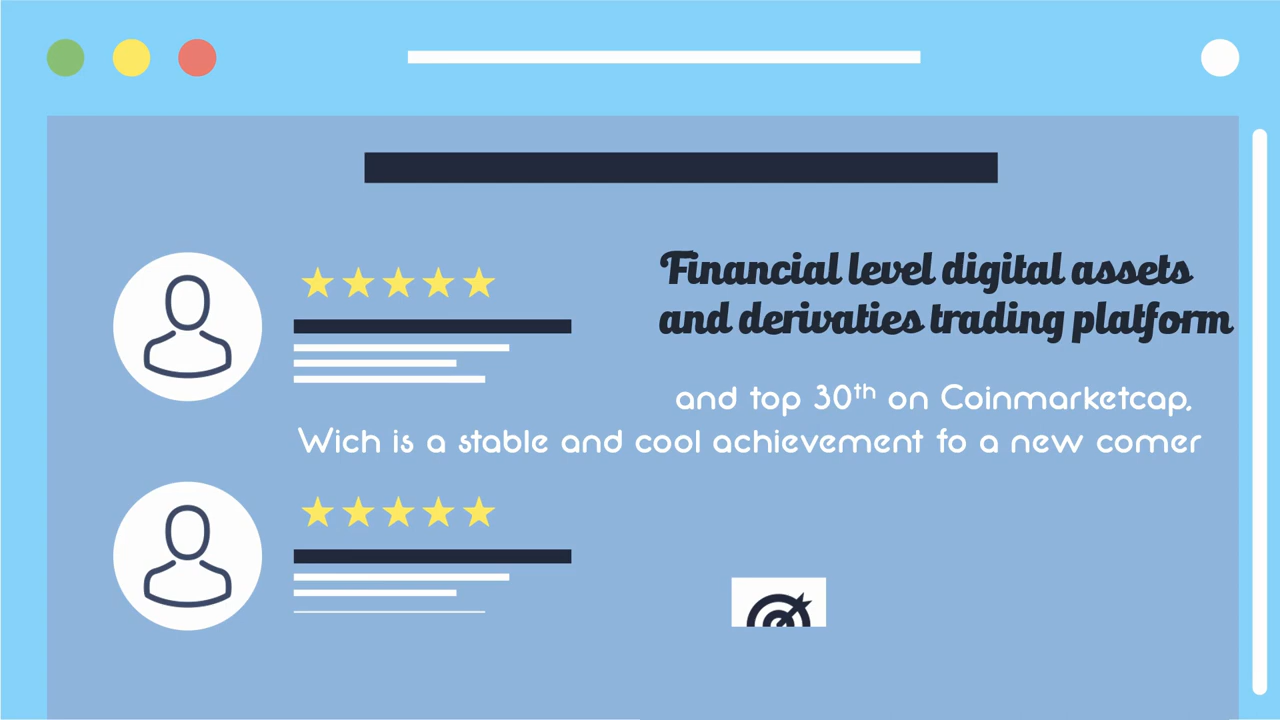 Financial level digital assets
and derivaties trading platform
and top 30th on Coinmarketcap,
Wich is a stable and cool achievement fo a new comer